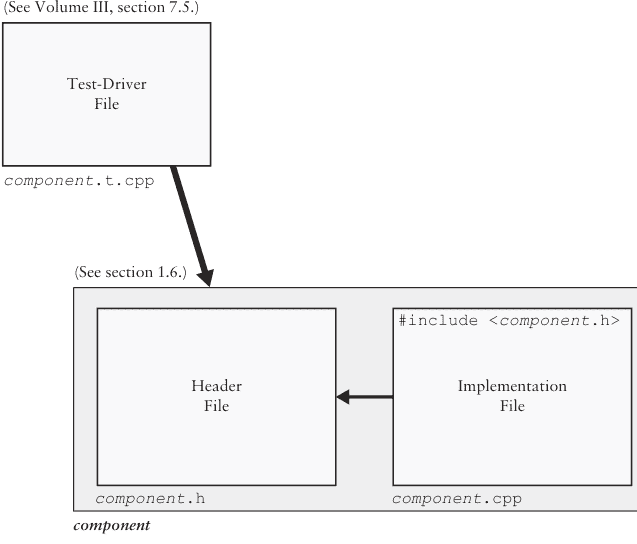 (See Volume III, section 7.5.)
Test-Driver
File
component.t.cpp
(See section 1.6.)
#include <component.h>
Header
File
Implementation
File
component.h
component.cpp
component